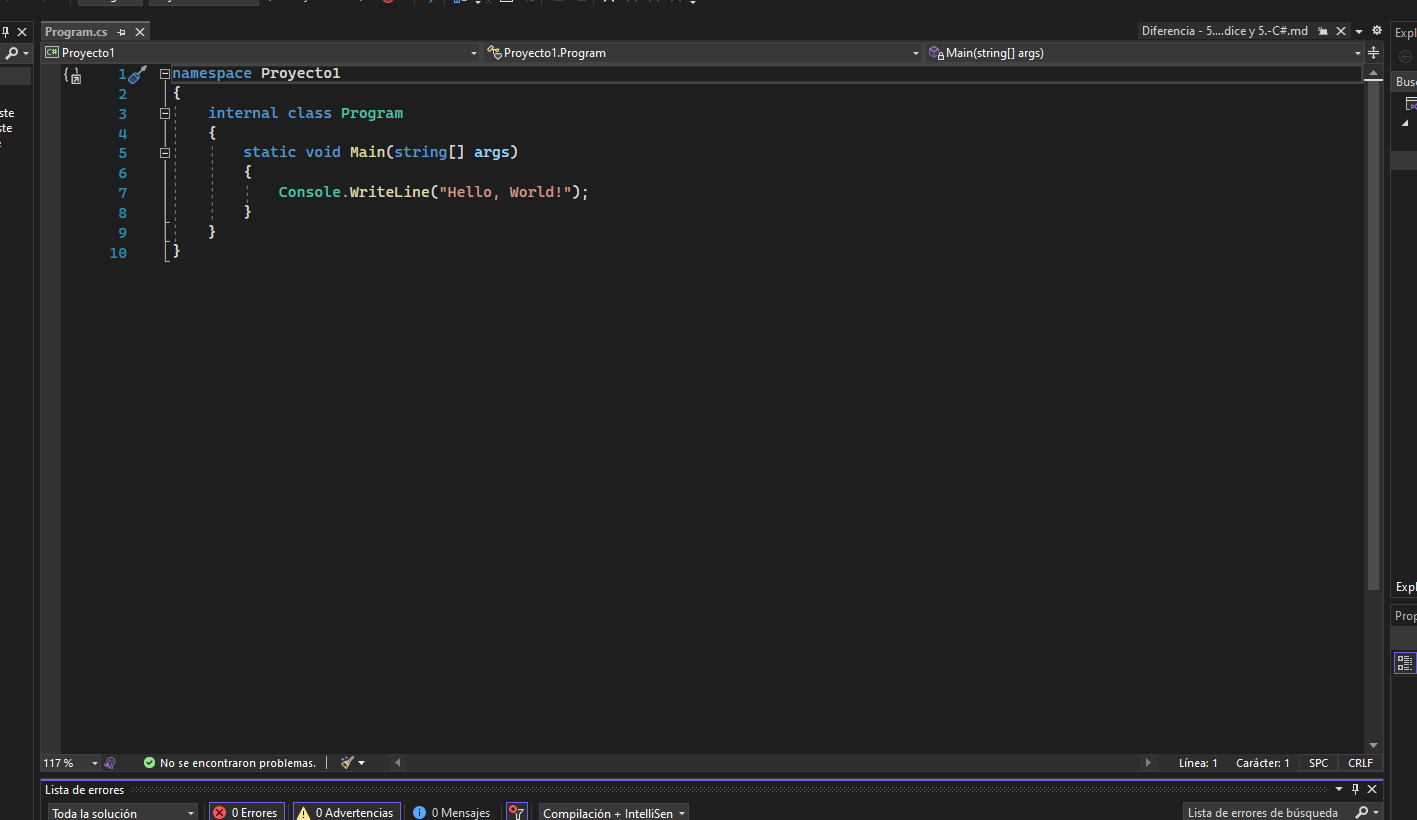 Program.cs
Diferencia - 5....dice y 5.-C#.md
Expl
C# Proyecto1
Proyecto1.Program
Main(string[] args)
1 namespace Proyecto1
2 {
3 internal class Program
4 {
5 static void Main(string[] args)
6 {
7 Console.WriteLine("Hello, World!");
8 }
9 }
10 }
Busc
ste
ste
Expl
Prop
117 %
No se encontraron problemas.
Línea: 1
Carácter: 1
SPC
CRLF
Lista de errores
Toda la solución
0 Errores
0 Advertencias
0 Mensajes
Compilación + IntelliSen
Lista de errores de búsqueda